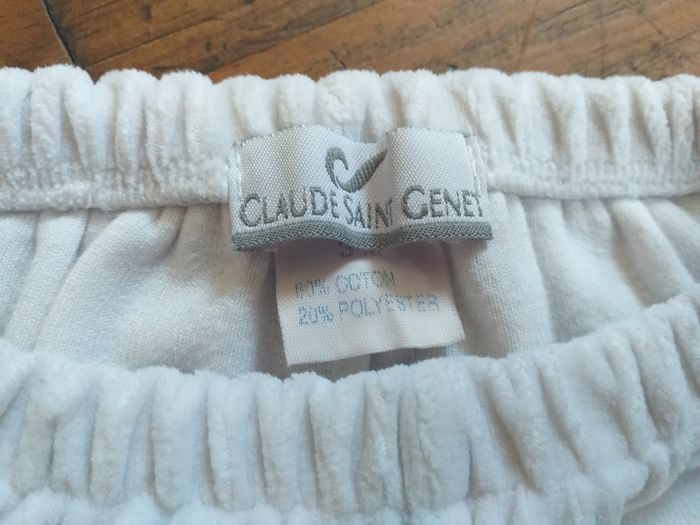 CLAUDE SAINT GENET
80% COTTON
20% POLYESTER